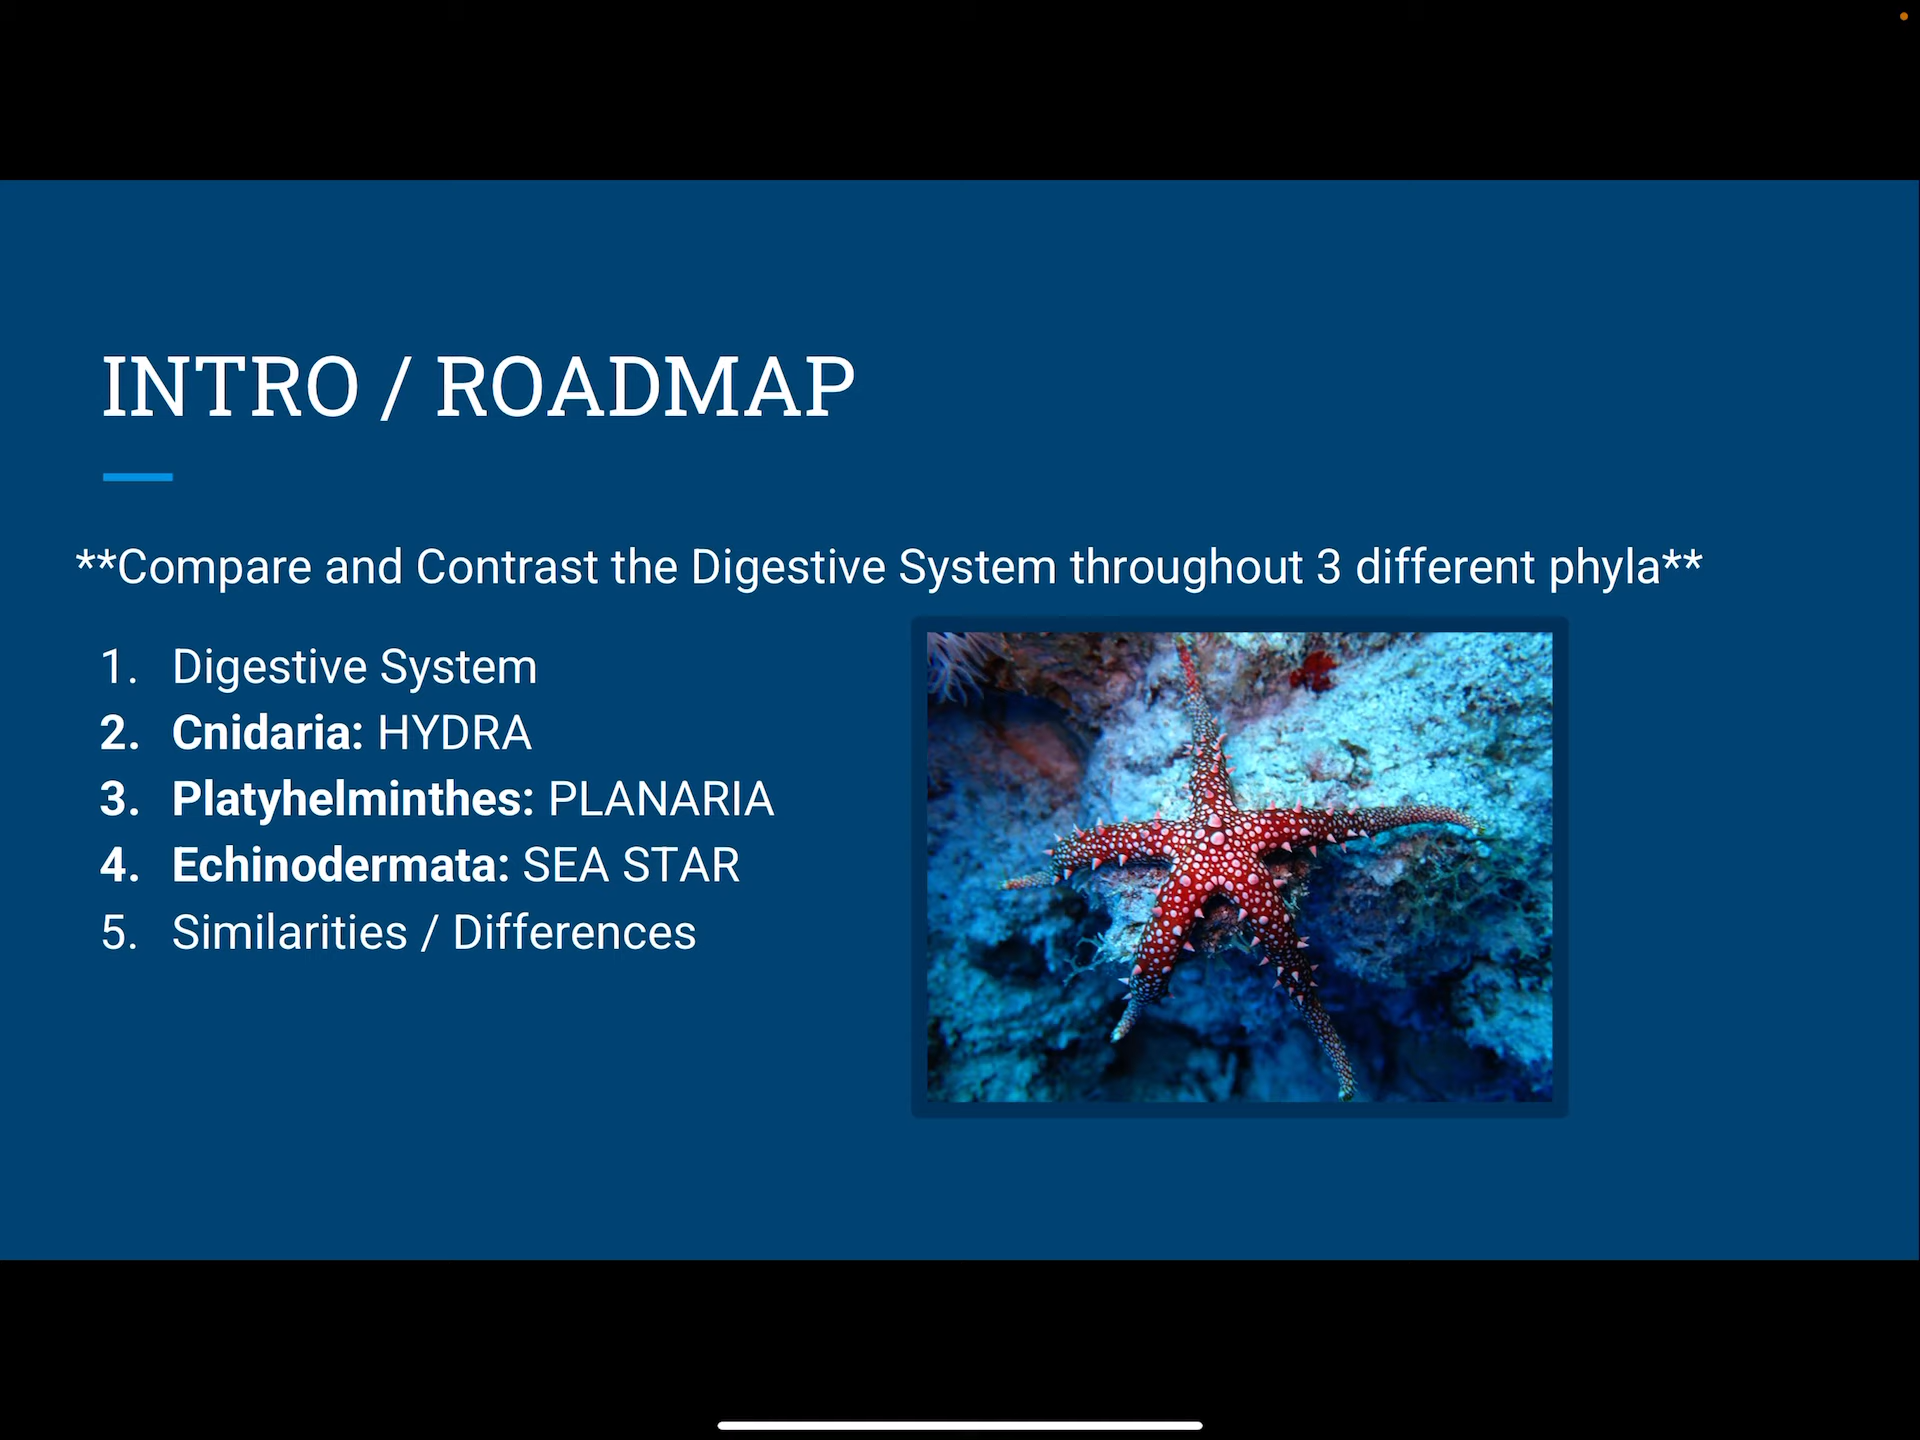 INTRO / ROADMAP
**Compare and Contrast the Digestive System throughout 3 different phyla**
1. Digestive System
2. Cnidaria: HYDRA
3. Platyhelminthes: PLANARIA
4. Echinodermata: SEA STAR
5. Similarities / Differences